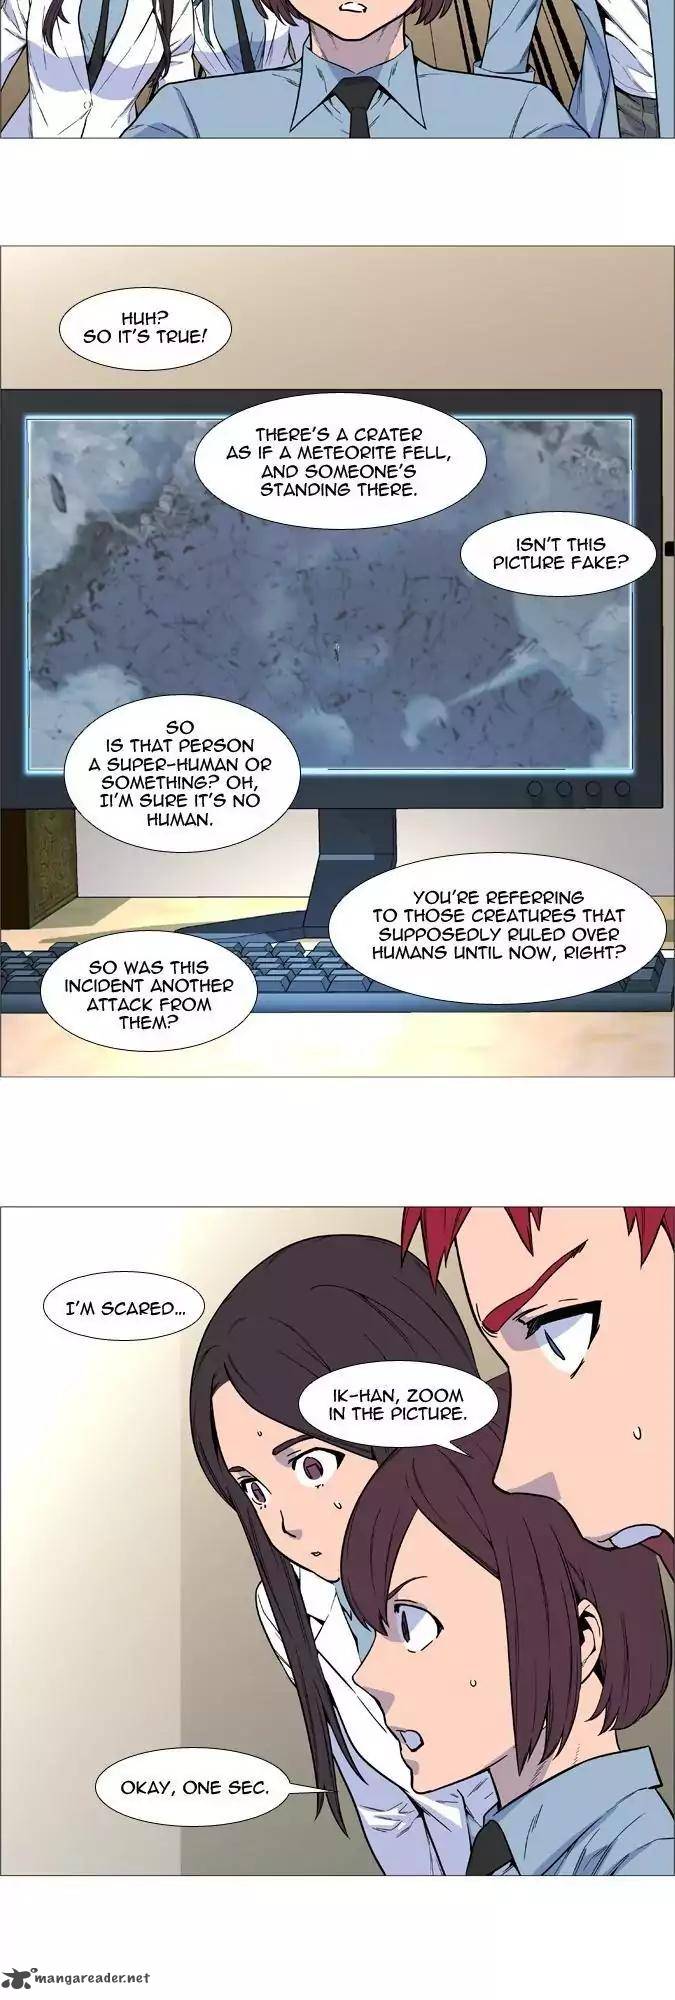 HUH?
SO IT'S TRUE!
THERE'S A CRATER
AS IF A METEORITE FELL,
AND SOMEONE'S
STANDING THERE.
ISN'T THIS
PICTURE FAKE?
SO
IS THAT PERSON
A SUPER-HUMAN OR
SOMETHING? OH,
I'M SURE IT'S NO
HUMAN.
YOU'RE REFERRING
TO THOSE CREATURES THAT
SUPPOSEDLY RULED OVER
HUMANS UNTIL NOW, RIGHT?
SO WAS THIS
INCIDENT ANOTHER
ATTACK FROM
THEM?
I'M SCARED...
IK-HAN, ZOOM
IN THE PICTURE.
OKAY, ONE SEC.
mangareader.net